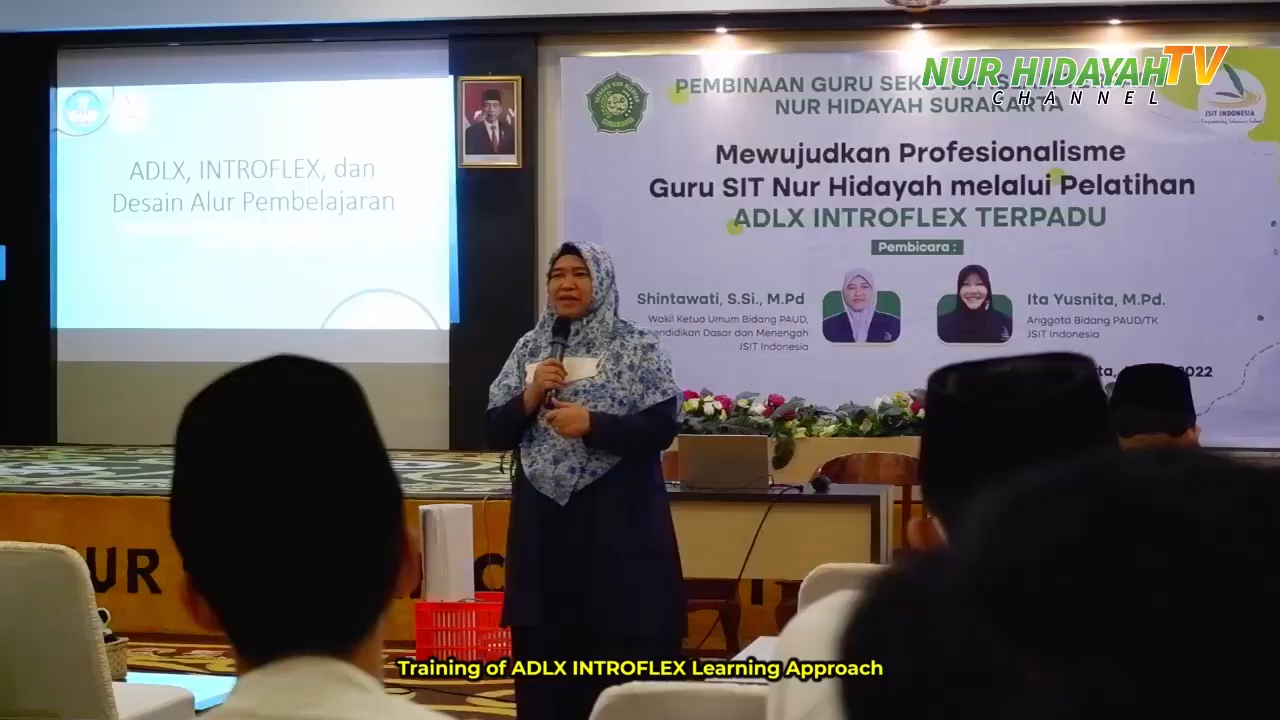 NUR HIDAYAH TV
CHANNEL
ADLX, INTROFLEX, dan
Desain Alur Pembelajaran
PEMBINAAN GURU
NUR HIDAYAH SURAKARTA
JSIT INDONESIA
Mewujudkan Profesionalisme
Guru SIT Nur Hidayah melalui Pelatihan
ADLX INTROFLEX TERPADU
Pembicara :
Shintawati, S.Si., M.Pd
Wakil Ketua Umum Bidang PAUD,
Dasar dan Menengah
JSIT Indonesia
Ita Yusnita, M.Pd.
Anggota Bidang PAUD/TK
JSIT Indonesia
2022
UR
Training of ADLX INTROFLEX Learning Approach